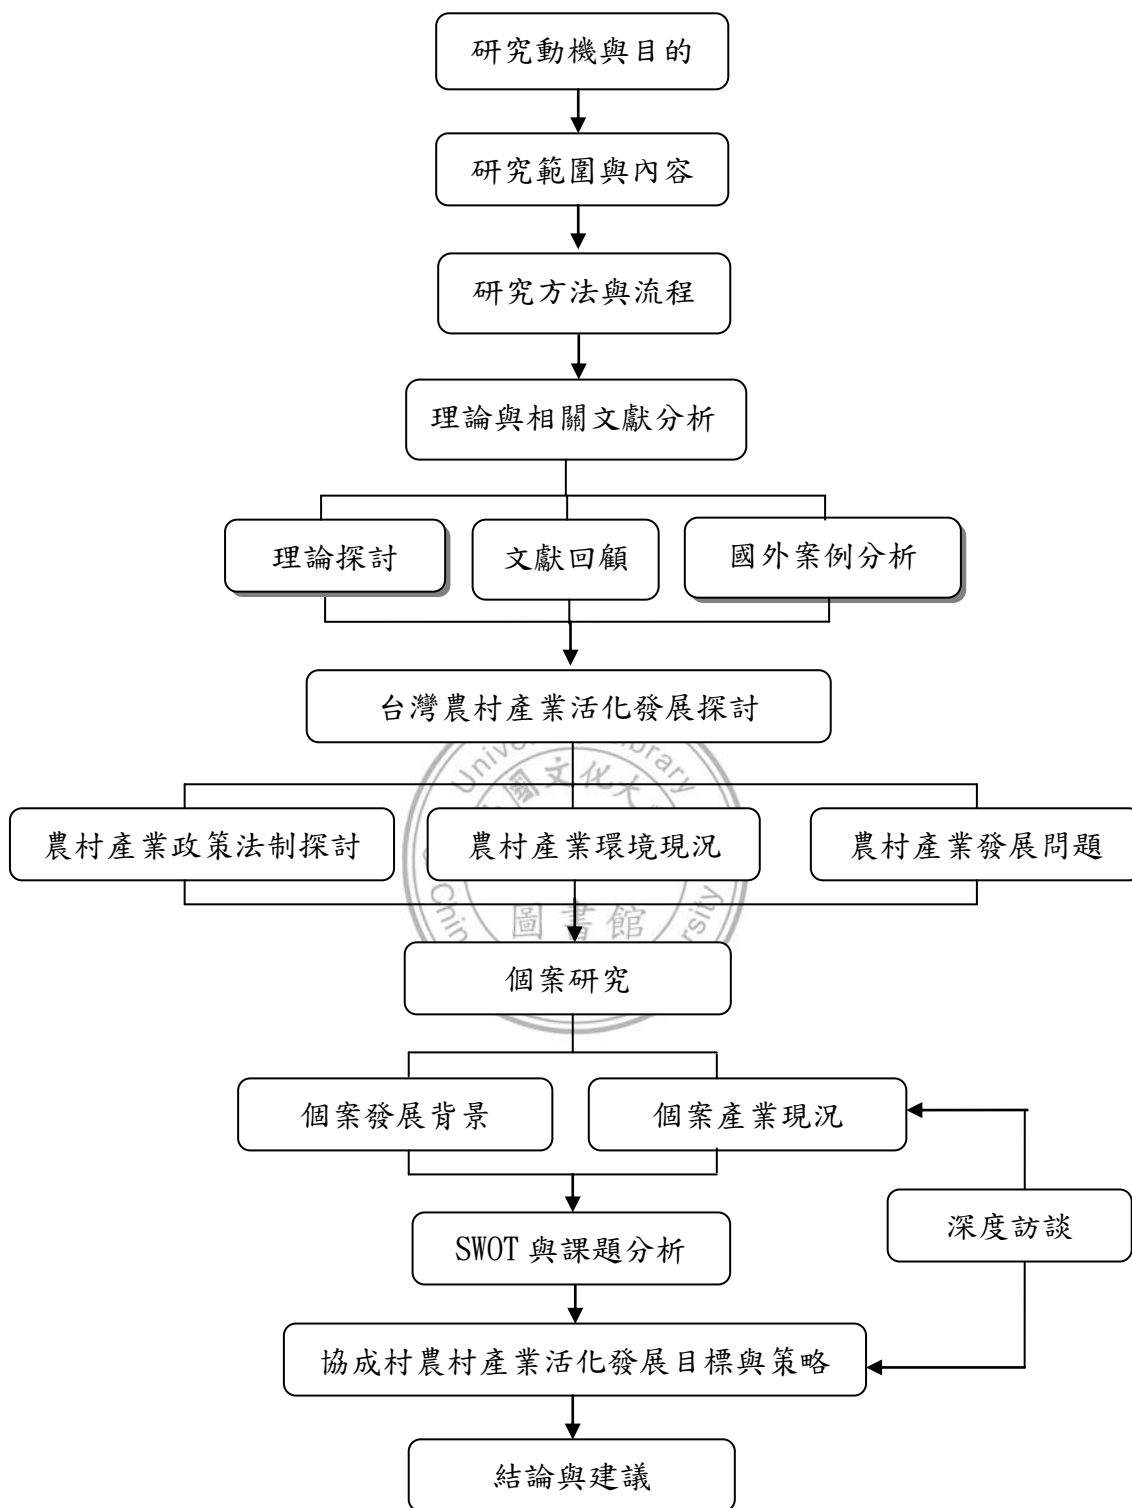 研究動機與目的
研究範圍與內容
研究方法與流程
理論與相關文獻分析
理論探討
文獻回顧
國外案例分析
台灣農村產業活化發展探討
農村產業政策法制探討
農村產業環境現況
農村產業發展問題
圖書館
個案研究
個案發展背景
個案產業現況
深度訪談
SWOT 與課題分析
協成村農村產業活化發展目標與策略
結論與建議